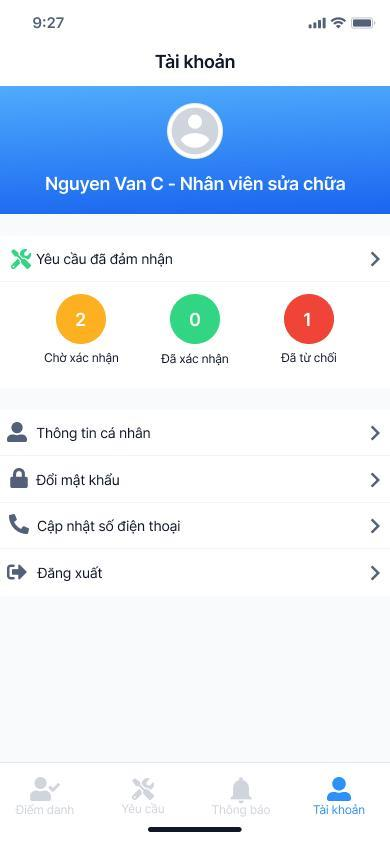 9:27
Tài khoản
Nguyen Van C - Nhân viên sửa chữa
Yêu cầu đã đảm nhận
2 0 1
Chờ xác nhận Đã xác nhận Đã từ chối
Thông tin cá nhân
Đổi mật khẩu
Cập nhật số điện thoại
Đăng xuất
Điểm danh Yêu cầu Thông báo Tài khoản